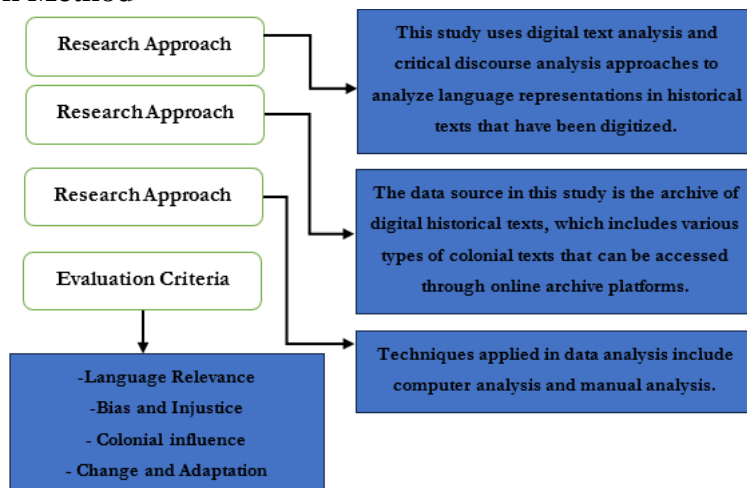 Research Approach
This study uses digital text analysis and
critical discourse analysis approaches to
analyze language representations in historical
texts that have been digitized.
Research Approach
The data source in this study is the archive of
digital historical texts, which includes various
types of colonial texts that can be accessed
through online archive platforms.
Research Approach
Techniques applied in data analysis include
computer analysis and manual analysis.
Evaluation Criteria
-Language Relevance
-Bias and Injustice
- Colonial influence
- Change and Adaptation